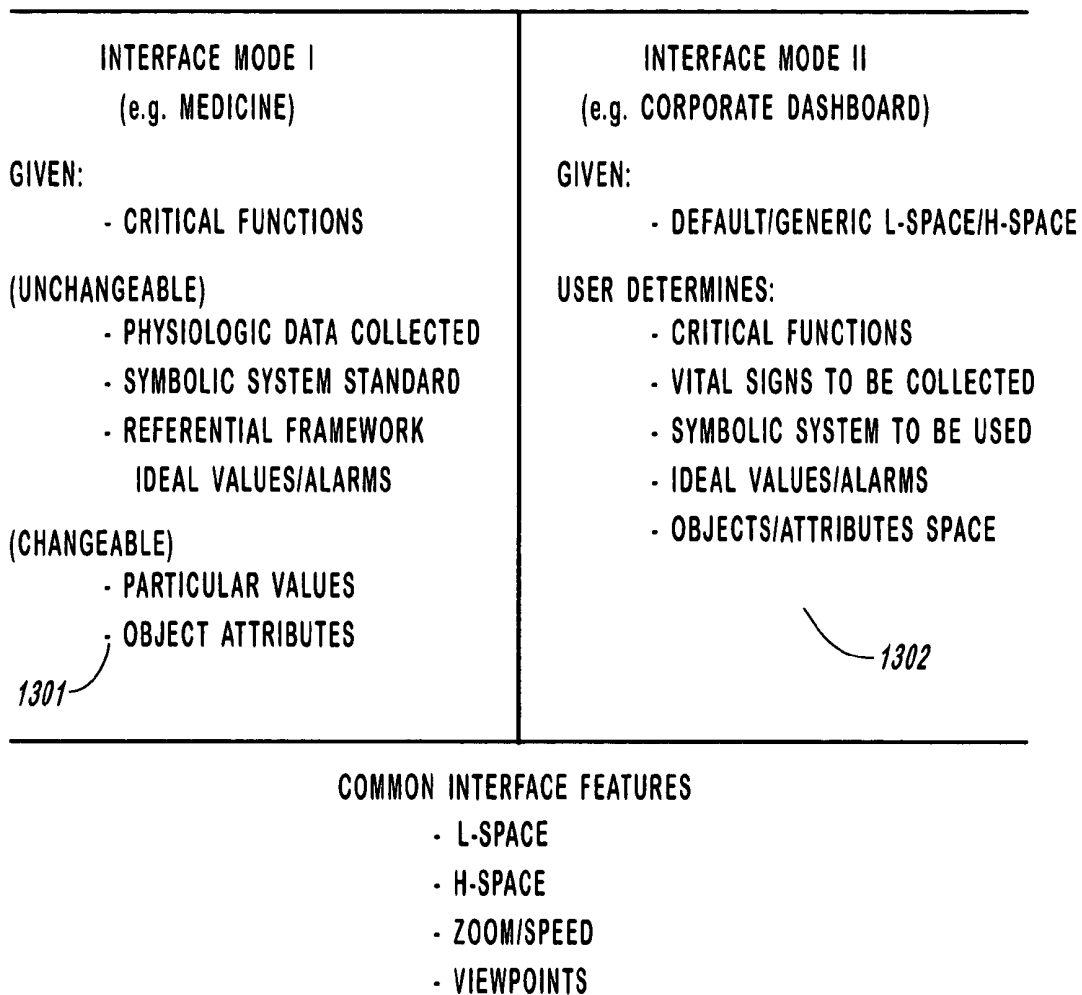 INTERFACE MODE I
(e.g. MEDICINE)
GIVEN:
- CRITICAL FUNCTIONS
(UNCHANGEABLE)
- PHYSIOLOGIC DATA COLLECTED
- SYMBOLIC SYSTEM STANDARD
- REFERENTIAL FRAMEWORK
IDEAL VALUES/ALARMS
(CHANGEABLE)
- PARTICULAR VALUES
- OBJECT ATTRIBUTES
1301
INTERFACE MODE II
(e.g. CORPORATE DASHBOARD)
GIVEN:
- DEFAULT/GENERIC L-SPACE/H-SPACE
USER DETERMINES:
- CRITICAL FUNCTIONS
- VITAL SIGNS TO BE COLLECTED
- SYMBOLIC SYSTEM TO BE USED
- IDEAL VALUES/ALARMS
- OBJECTS/ATTRIBUTES SPACE
1302
COMMON INTERFACE FEATURES
- L-SPACE
- H-SPACE
- ZOOM/SPEED
- VIEWPOINTS